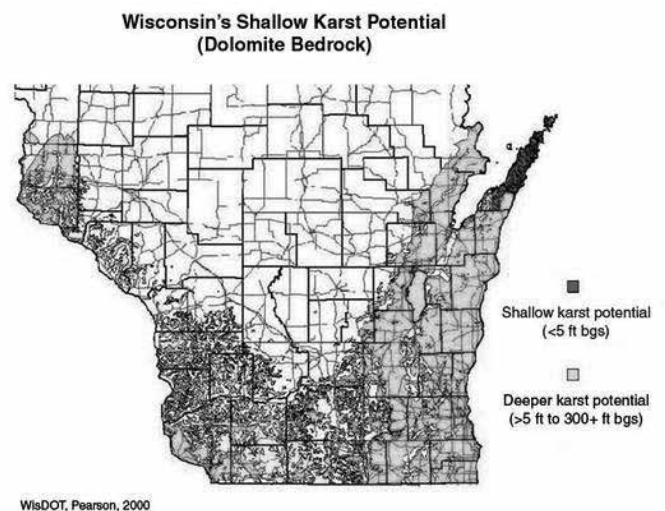 Wisconsin's Shallow Karst Potential
(Dolomite Bedrock)
Shallow karst potential
(<5 ft bgs)
Deeper karst potential
(>5 ft to 300+ ft bgs)
WisDOT, Pearson, 2000